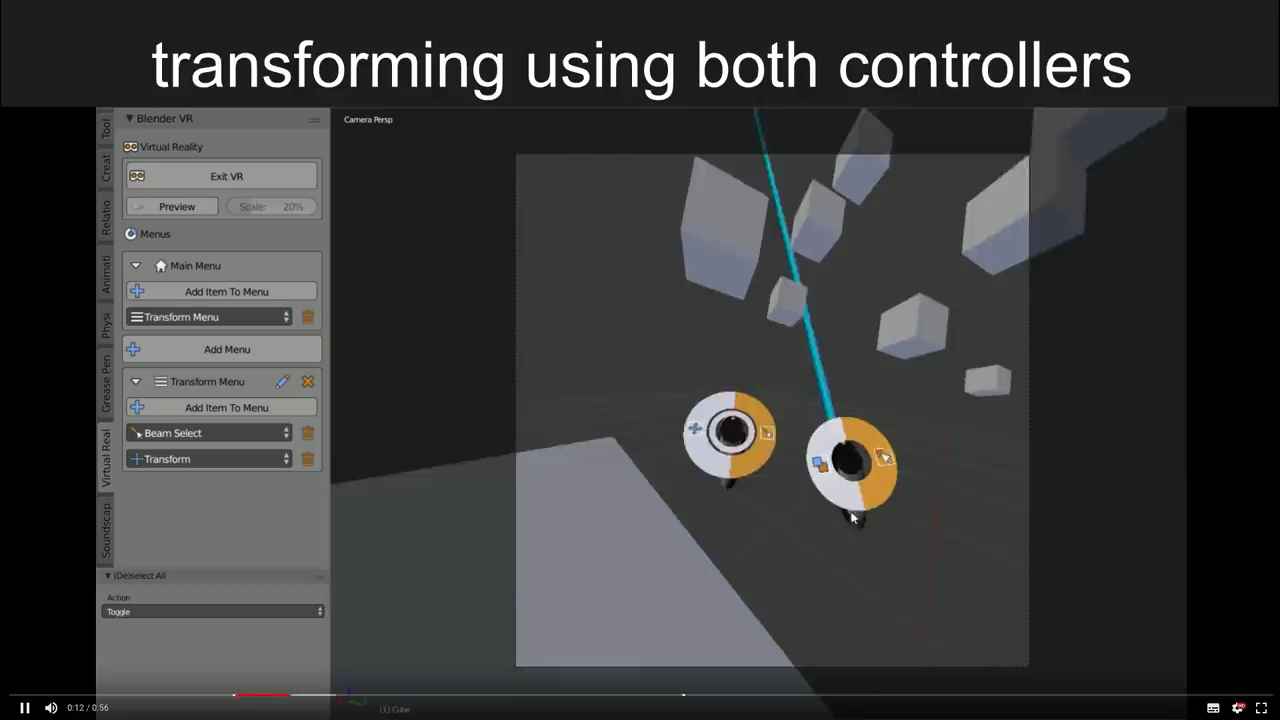 transforming using both controllers
Tool
Creat
Relatio
Animati
Physi
Grease Pen
Virtual Real
Soundscap
Blender VR
Virtual Reality
Exit VR
Preview
Scale: 20%
Menus
Main Menu
Add Item To Menu
Transform Menu
Add Menu
Transform Menu
Add Item To Menu
Beam Select
Transform
(De)select All
Action
Toggle
Camera Persp
(1) Cube
0:12 / 0:56
HD